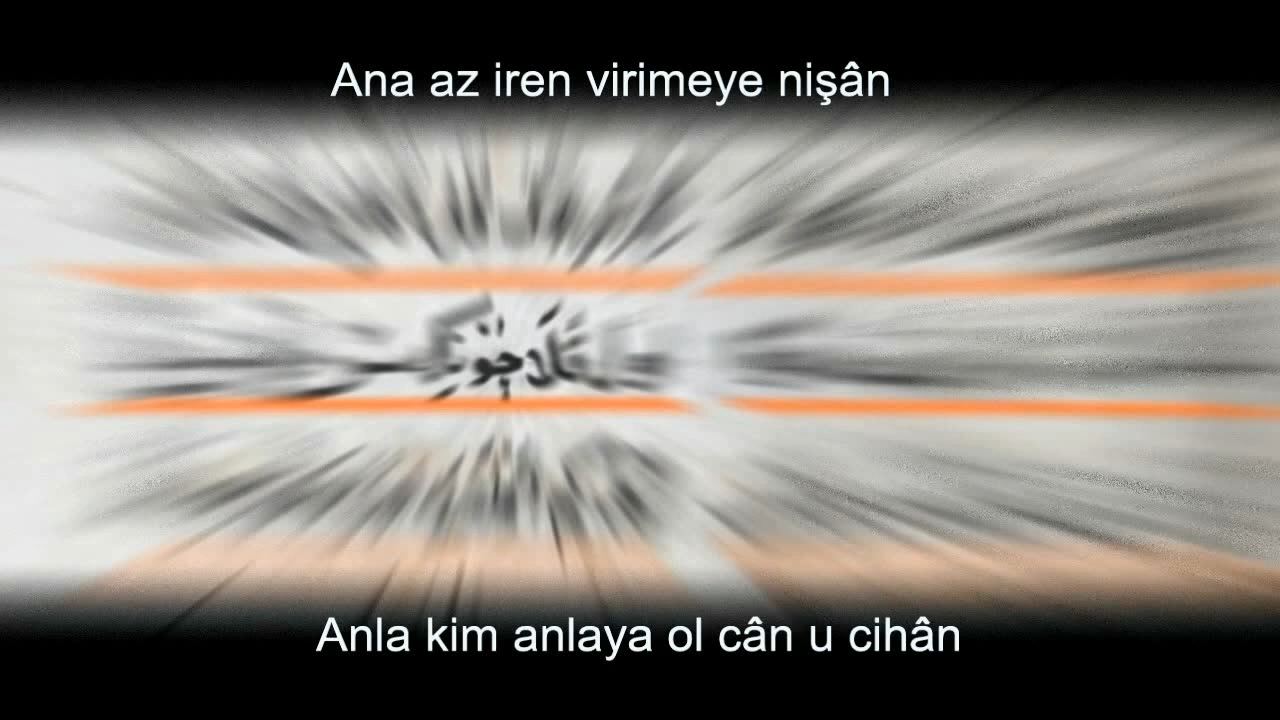 Ana az iren virimeye nişân
Anla kim anlaya ol cân u cihân